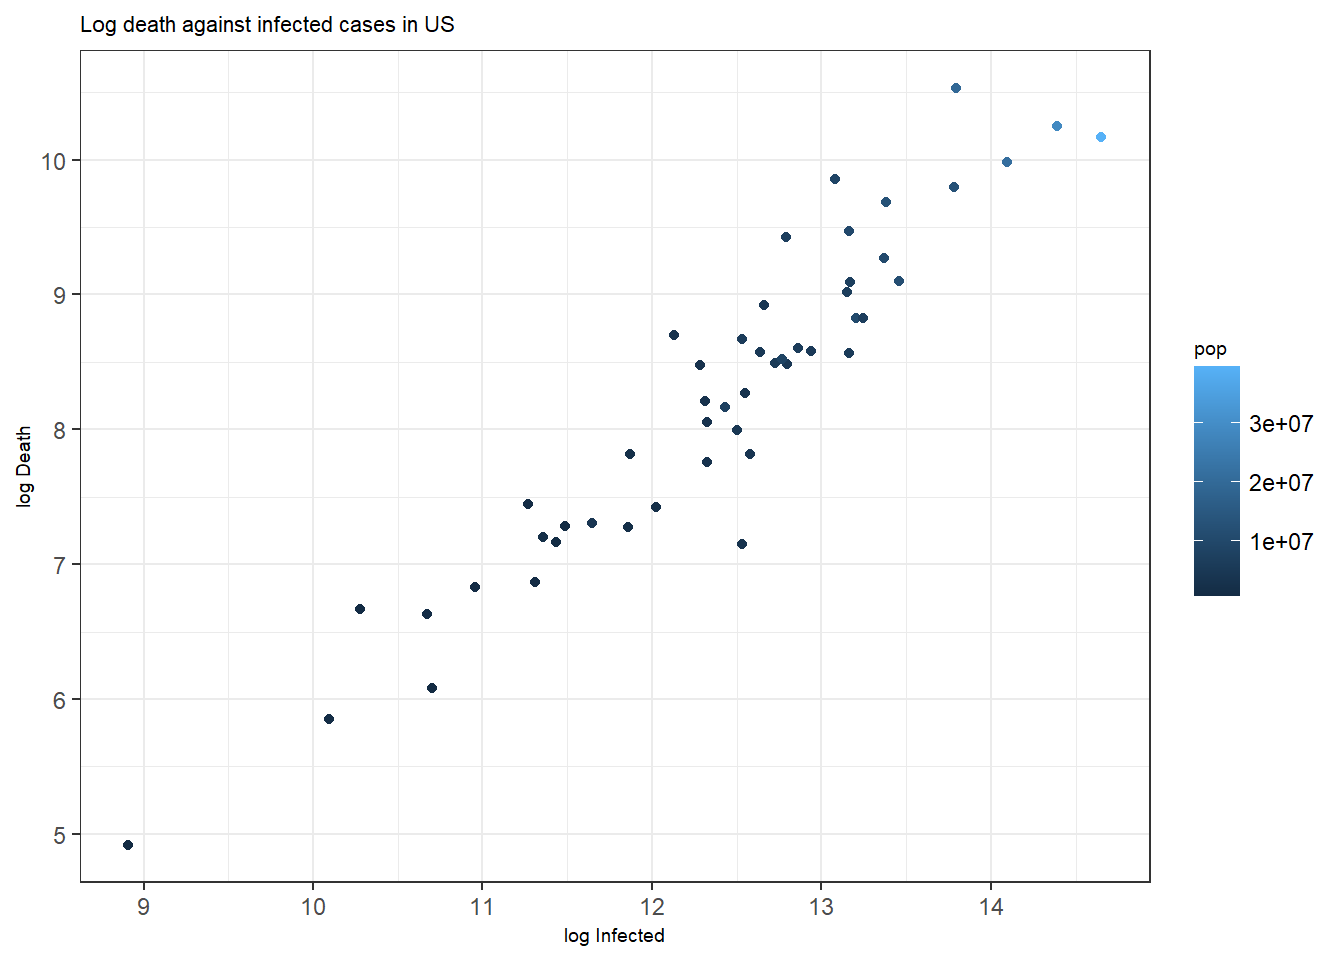 Log death against infected cases in US
10
9
8
7
6
5
log Death
9 10 11 12 13 14
log Infected
pop
3e+07
2e+07
1e+07